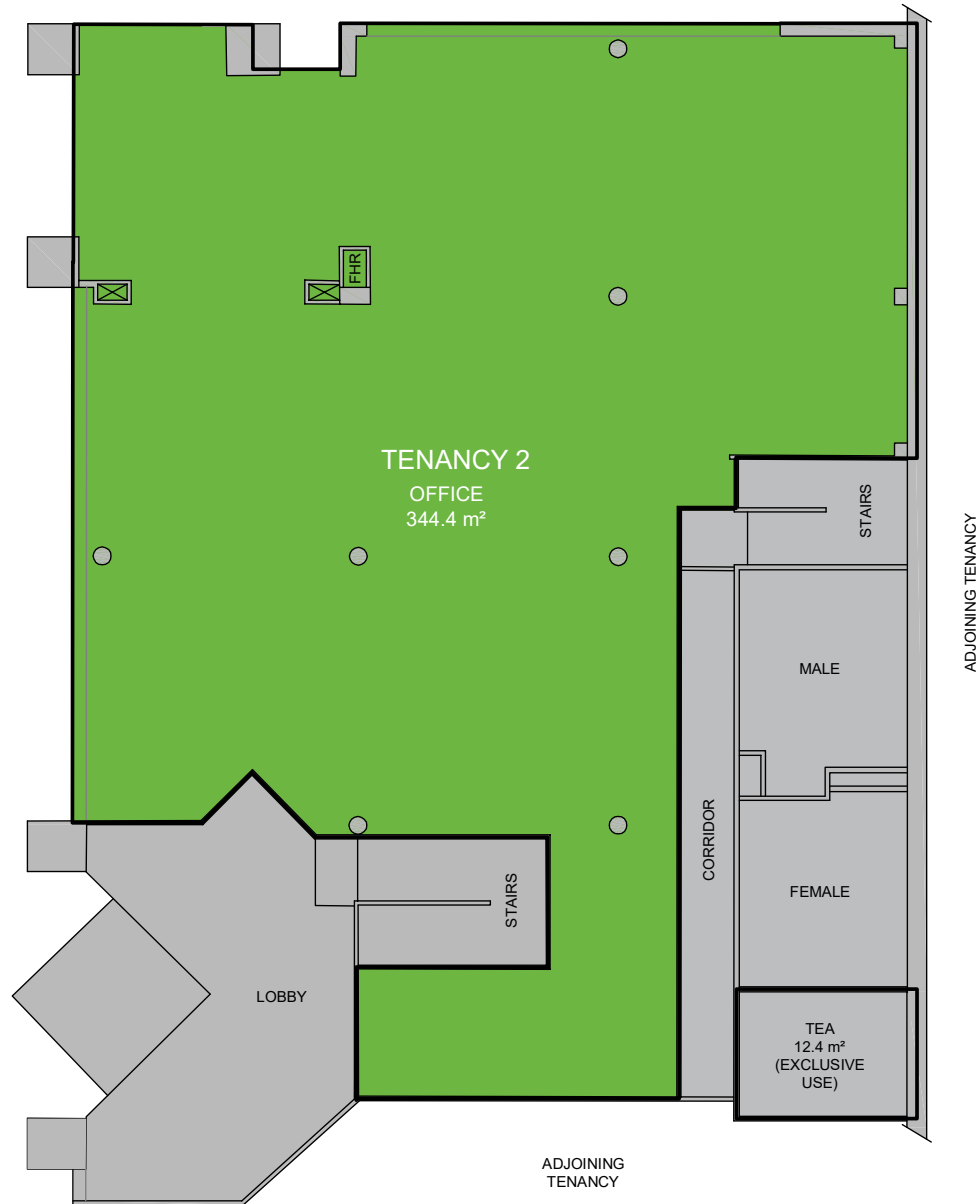 FHR
TENANCY 2
OFFICE
344.4 m²
STAIRS
ADJOINING TENANCY
MALE
CORRIDOR
FEMALE
STAIRS
LOBBY
TEA
12.4 m²
(EXCLUSIVE
USE)
ADJOINING
TENANCY